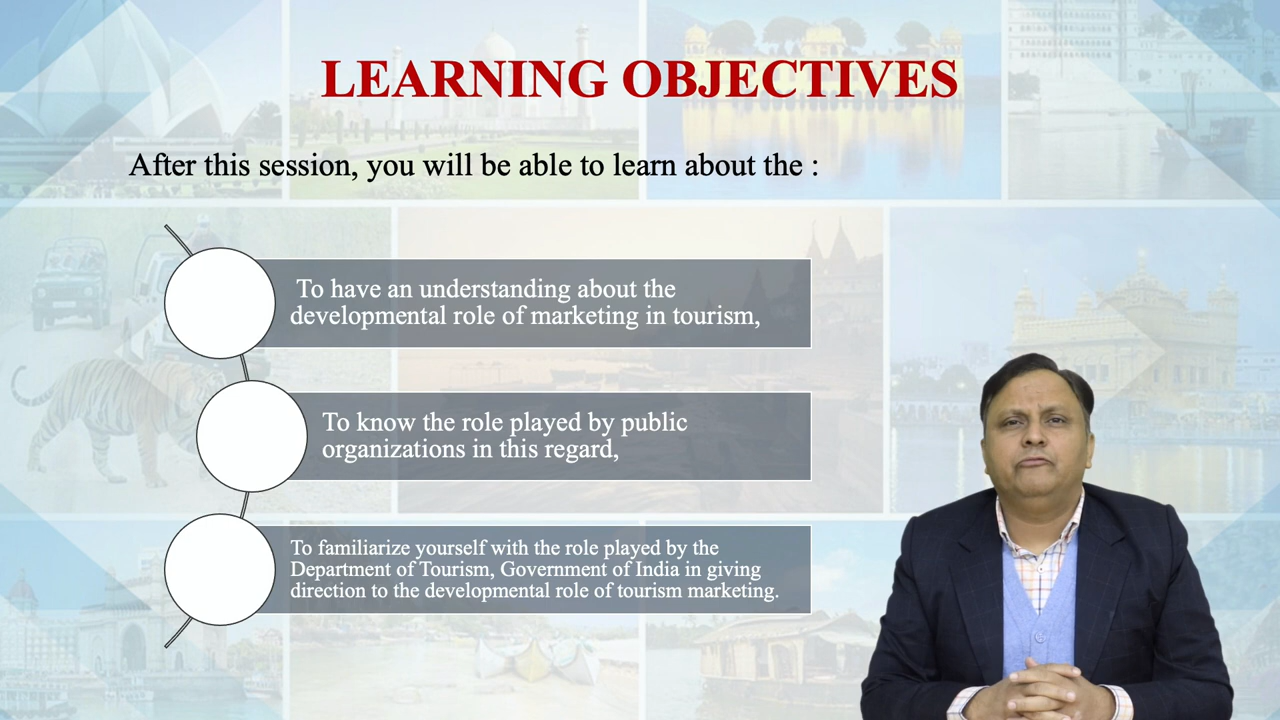 LEARNING OBJECTIVES
After this session, you will be able to learn about the :
To have an understanding about the
developmental role of marketing in tourism,
To know the role played by public
organizations in this regard,
To familiarize yourself with the role played by the
Department of Tourism, Government of India in giving
direction to the developmental role of tourism marketing.